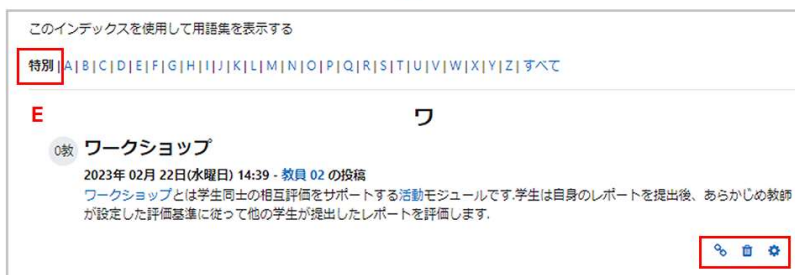 このインデックスを使用して用語集を表示する
特別|A|B|C|D|E|F|G|H|I|J|K|L|M|N|O|P|Q|R|S|T|U|V|W|X|Y|Z|すべて
E
ワ
0教 ワークショップ
2023年 02月 22日(水曜日) 14:39 - 教員 02 の投稿
ワークショップとは学生同士の相互評価をサポートする活動モジュールです.学生は自身のレポートを提出後、あらかじめ教師
が設定した評価基準に従って他の学生が提出したレポートを評価します.